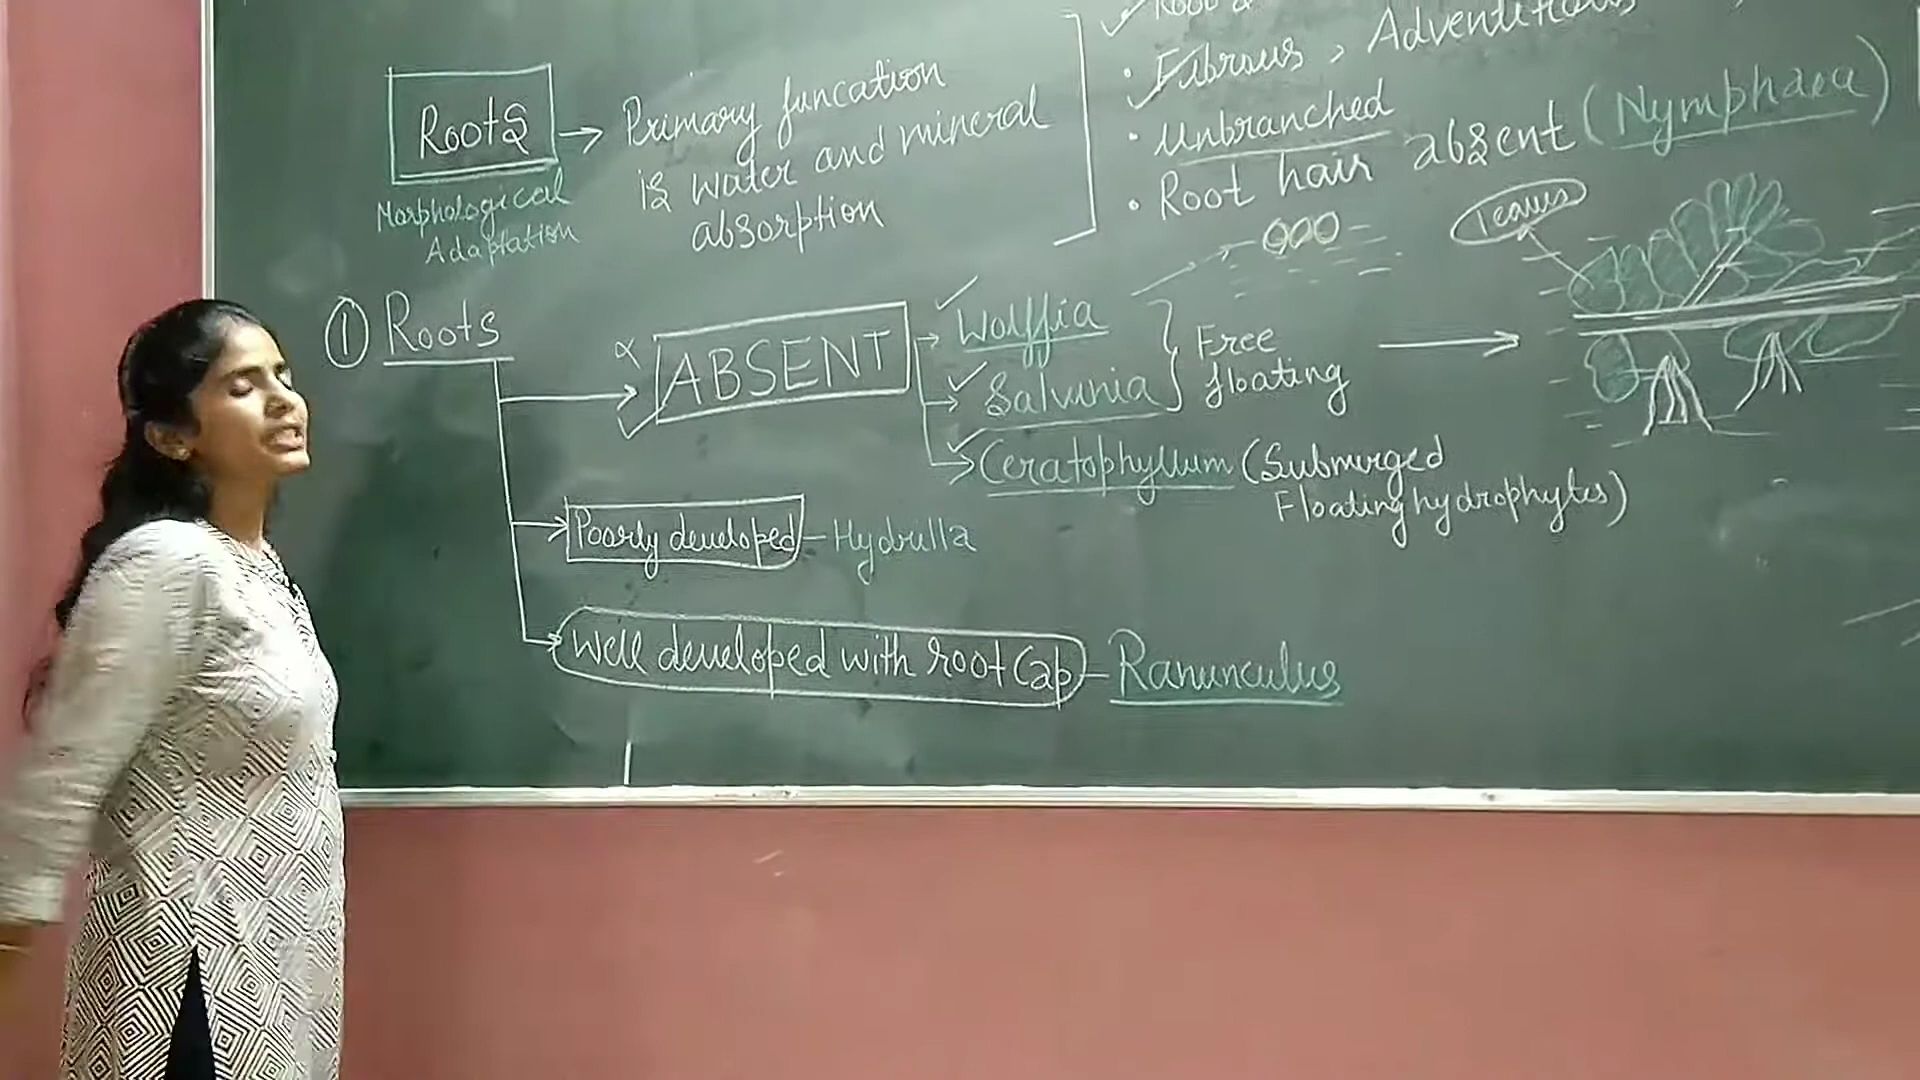 Roots
Morphological
Adaptation
Primary funcation
is water and mineral
absorption
Root
• Fibrous, Adventitious
• Unbranched
• Root hair absent (Nymphaea)
Leaves
① Roots
ABSENT
Wolffia
Salvinia
Free
floating
Ceratophyllum (Submerged
Floating hydrophytes)
Poorly developed – Hydrilla
Well developed with root Cap – Ranunculus